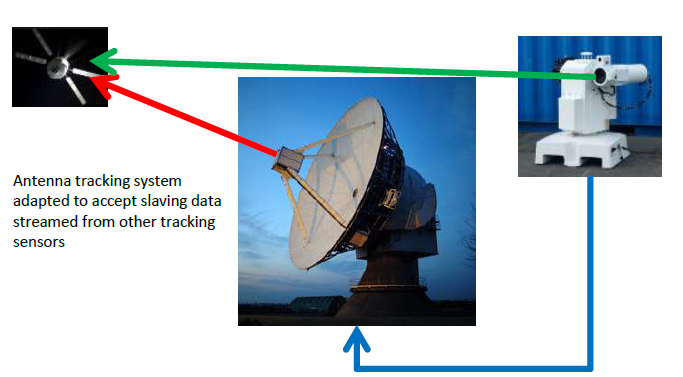 Antenna tracking system
adapted to accept slaving data
streamed from other tracking
sensors